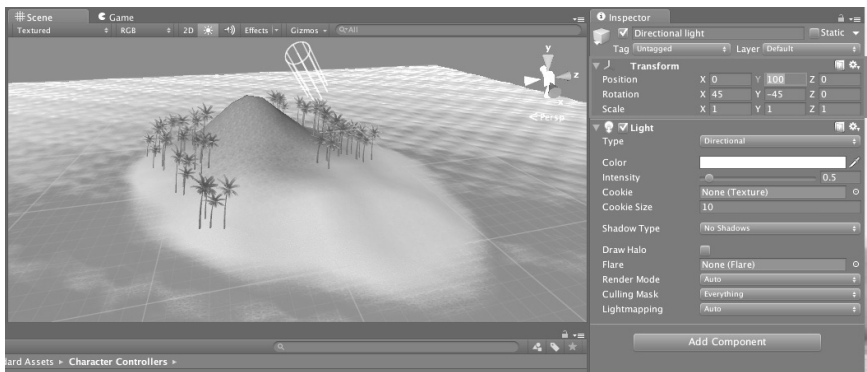 Scene Game
Textured RGB 2D Effects Gizmos All
y
z
x
Persp
ard Assets ▸ Character Controllers ▸
Inspector
Directional light Static
Tag Untagged Layer Default
Transform
Position X 0 Y 100 Z 0
Rotation X 45 Y -45 Z 0
Scale X 1 Y 1 Z 1
Light
Type Directional
Color
Intensity 0.5
Cookie None (Texture)
Cookie Size 10
Shadow Type No Shadows
Draw Halo
Flare None (Flare)
Render Mode Auto
Culling Mask Everything
Lightmapping Auto
Add Component